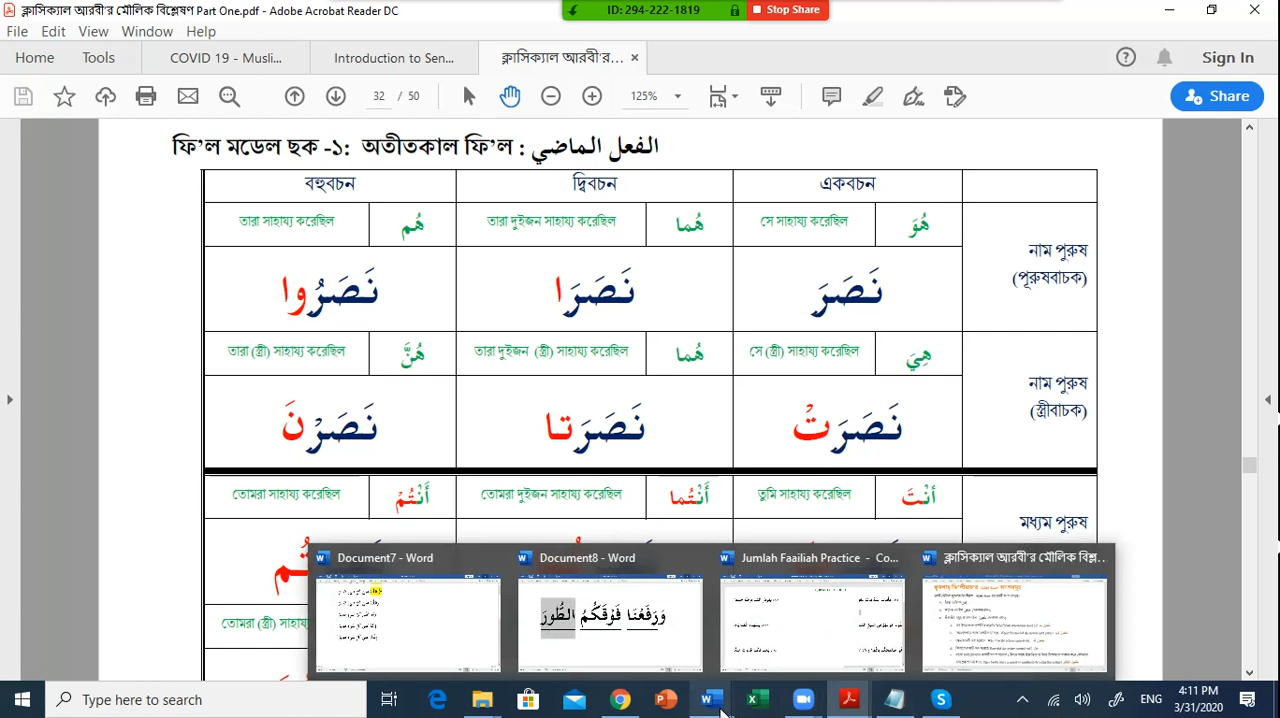 ক্লাসিক্যাল আরবী'র মৌলিক বিশ্লেষণ Part One.pdf - Adobe Acrobat Reader DC
ID: 294-222-1819
Stop Share
File Edit View Window Help
Home Tools COVID 19 - Musli... Introduction to Sen... ক্লাসিক্যাল আরবী'র... × Sign In
32 / 50 125% Share
ফি'ল মডেল ছক -১: অতীতকাল ফি'ল : الفعل الماضي
বহুবচন দ্বিবচন একবচন
তারা সাহায্য করেছিল هُم তারা দুইজন সাহায্য করেছিল هُما সে সাহায্য করেছিল هُوَ
নাম পুরুষ
(পূরুষবাচক)
نَصَرُوا نَصَرَا نَصَرَ
তারা (স্ত্রী) সাহায্য করেছিল هُنَّ তারা দুইজন (স্ত্রী) সাহায্য করেছিল هُما সে (স্ত্রী) সাহায্য করেছিল هِيَ
নাম পুরুষ
(স্ত্রীবাচক)
نَصَرْنَ نَصَرَتا نَصَرَتْ
তোমরা সাহায্য করেছিল أَنْتُمْ তোমরা দুইজন সাহায্য করেছিল أَنْتُما তুমি সাহায্য করেছিল أنْتَ
মধ্যম পুরুষ
تُم
Document7 - Word Document8 - Word Jumlah Faailiah Practice - Co... ক্লাসিক্যাল আরবী'র মৌলিক বিশ্ল...
وَرَفَعْنَا فَوْقَكُمُ الطُّورَ
তোমরা (স্ত্রী) সাহা
Type here to search
ENG
4:11 PM
3/31/2020